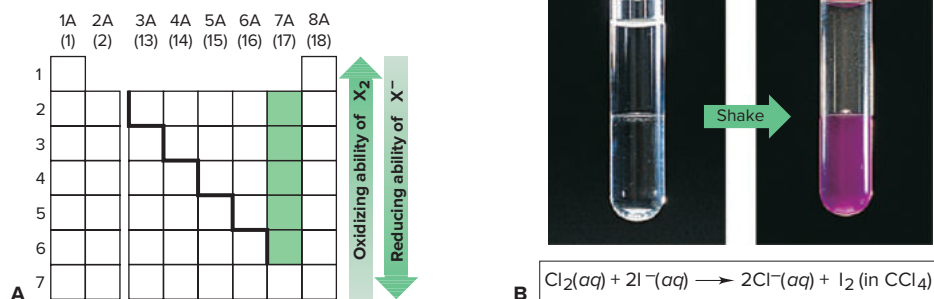 1A 2A 3A 4A 5A 6A 7A 8A
(1) (2) (13) (14) (15) (16) (17) (18)
1
2
3
4
5
6
7
Oxidizing ability of X₂
Reducing ability of X⁻
A
Shake
B
Cl₂(aq) + 2I⁻(aq) ⟶ 2Cl⁻(aq) + I₂ (in CCl₄)